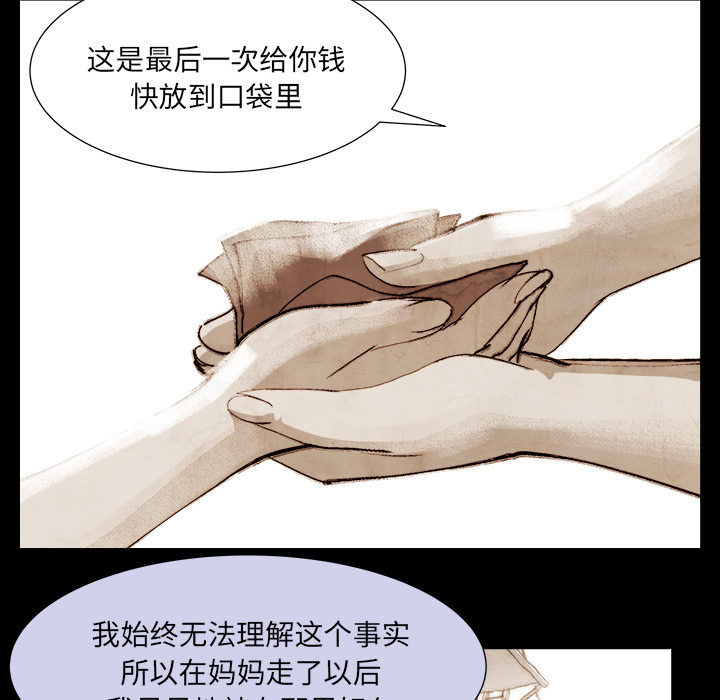 这是最后一次给你钱
快放到口袋里
我始终无法理解这个事实
所以在妈妈走了以后